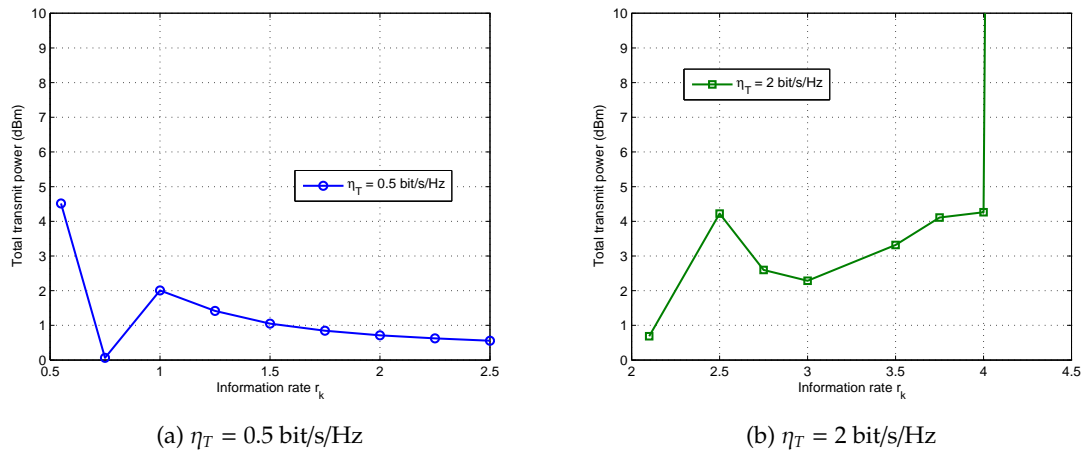 10
9
8
7
6
5
4
3
2
1
0
0.5 1 1.5 2 2.5
Total transmit power (dBm)
Information rate r_k
η_T = 0.5 bit/s/Hz
(a) η_T = 0.5 bit/s/Hz
10
9
8
7
6
5
4
3
2
1
0
2 2.5 3 3.5 4 4.5
Total transmit power (dBm)
Information rate r_k
η_T = 2 bit/s/Hz
(b) η_T = 2 bit/s/Hz